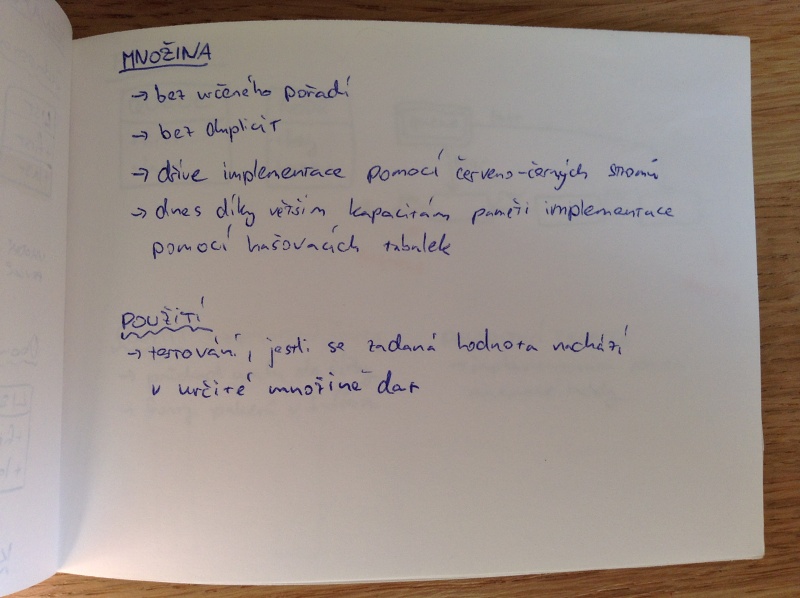 MNOŽINA
→ bez určeného pořadí
→ bez duplicit
→ dříve implementace pomocí červeno-černých stromů
→ dnes díky větším kapacitám paměti implementace
pomocí hašovacích tabulek
POUŽITÍ
→ testování, jestli se zadaná hodnota nachází
v určité množině dat